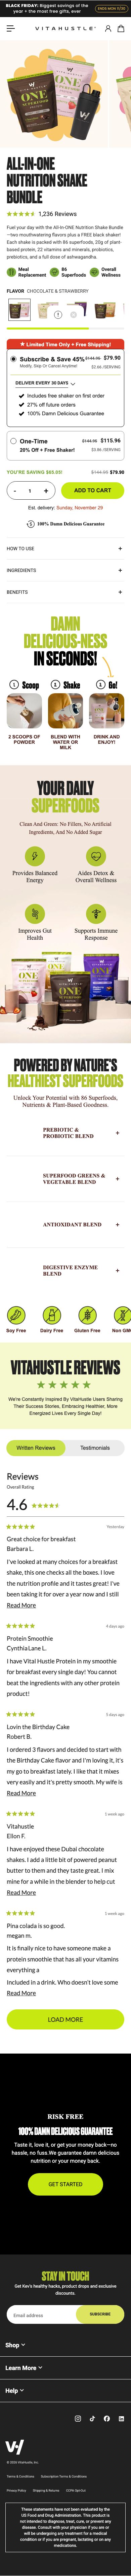 BLACK FRIDAY: Biggest savings of the
year + the most free gifts, ever
ENDS MON 11/30
VITAHUSTLE
ALL-IN-ONE
NUTRITION SHAKE
BUNDLE
1,236 Reviews
Fuel your day with the All-ONE Nutrition Shake Bundle
—two mouthwatering flavors plus a FREE beast shaker!
Each shake is packed with 86 superfoods, 20g of plant-
based protein, 22 vitamins and minerals, probiotics,
prebiotics, and a full dose of ashwagandha.
Meal
Replacement
86
Superfoods
Overall
Wellness
FLAVOR CHOCOLATE & STRAWBERRY
★ Limited Time Only + Free Shipping!
Subscribe & Save 45%
Modify, Skip Or Cancel Anytime!
$144.95 $79.90
$2.66 /SERVING
DELIVER EVERY 30 DAYS
Includes free shaker on first order
27% off future orders
100% Damn Delicious Guarantee
One-Time
20% Off + Free Shaker!
$144.95 $115.96
$3.86 /SERVING
YOU'RE SAVING $65.05!
$144.95 $79.90
- 1 +
ADD TO CART
Est. delivery: Sunday, November 29
100% Damn Delicious Guarantee
HOW TO USE +
INGREDIENTS +
BENEFITS +
DAMN
DELICIOUS-NESS
IN SECONDS!
1 Scoop
1 Shake
1 Go!
2 SCOOPS OF
POWDER
BLEND WITH
WATER OR
MILK
DRINK AND
ENJOY!
YOUR DAILY
SUPERFOODS
Clean And Green: No Fillers, No Artificial
Ingredients, And No Added Sugar
Provides Balanced
Energy
Aides Detox &
Overall Wellness
Improves Gut
Health
Supports Immune
Response
ONE
ONE
ONE
POWERED BY NATURE'S
HEALTHIEST SUPERFOODS
Unlock Your Potential with 86 Superfoods,
Nutrients & Plant-Based Goodness.
PREBIOTIC &
PROBIOTIC BLEND +
SUPERFOOD GREENS &
VEGETABLE BLEND +
ANTIOXIDANT BLEND +
DIGESTIVE ENZYME
BLEND +
Soy Free
Dairy Free
Gluten Free
Non GM
VITAHUSTLE REVIEWS
We're Constantly Inspired By VitaHustle Users Sharing
Their Success Stories, Embracing Healthier, More
Energized Lives Every Single Day!
Written Reviews
Testimonials
Reviews
Overall Rating
4.6
Yesterday
Great choice for breakfast
Barbara L.
I've looked at many choices for a breakfast
shake, this one checks all the boxes. I love
the nutrition profile and it tastes great! I've
been taking it for over a year now and I still
Read More
4 days ago
Protein Smoothie
Cynthia Lane L.
I have Vital Hustle Protein in my smoothie
for breakfast every single day! You cannot
beat the ingredients with any other protein
product!
5 days ago
Lovin the Birthday Cake
Robert B.
I ordered 3 flavors and decided to start with
the Birthday Cake flavor and I'm loving it, it's
my go to breakfast lately. I like that it mixes
very easily and it's pretty smooth. My wife is
Read More
1 week ago
Vitahustle
Ellon F.
I have enjoyed these Dubai chocolate
shakes. I add a little bit of powered peanut
butter to them and they taste great. I mix
mine for a while in the blender to help cut
Read More
1 week ago
Pina colada is so good.
megan m.
It is finally nice to have someone make a
protein smoothie that has all your vitamins
everything a
Included in a drink. Who doesn't love some
Read More
LOAD MORE
RISK FREE
100% DAMN DELICIOUS GUARANTEE
Taste it, love it, or get your money back—no
hassle, no fuss. We guarantee damn delicious
nutrition or your money back.
GET STARTED
STAY IN TOUCH
Get Kev's healthy hacks, product drops and exclusive
discounts.
Email address
SUBSCRIBE
Shop
Learn More
Help
© 2026 VitaHustle, Inc.
Terms & Conditions Subscription Terms & Conditions
Privacy Policy Shipping & Returns CCPA Opt-Out
These statements have not been evaluated by the
US Food and Drug Administration. This product is
not intended to diagnose, treat, cure, or prevent any
disease. Consult with your physician if you are or
will be undergoing treatment for a medical
condition or if you are pregnant, lactating or on any
medications.